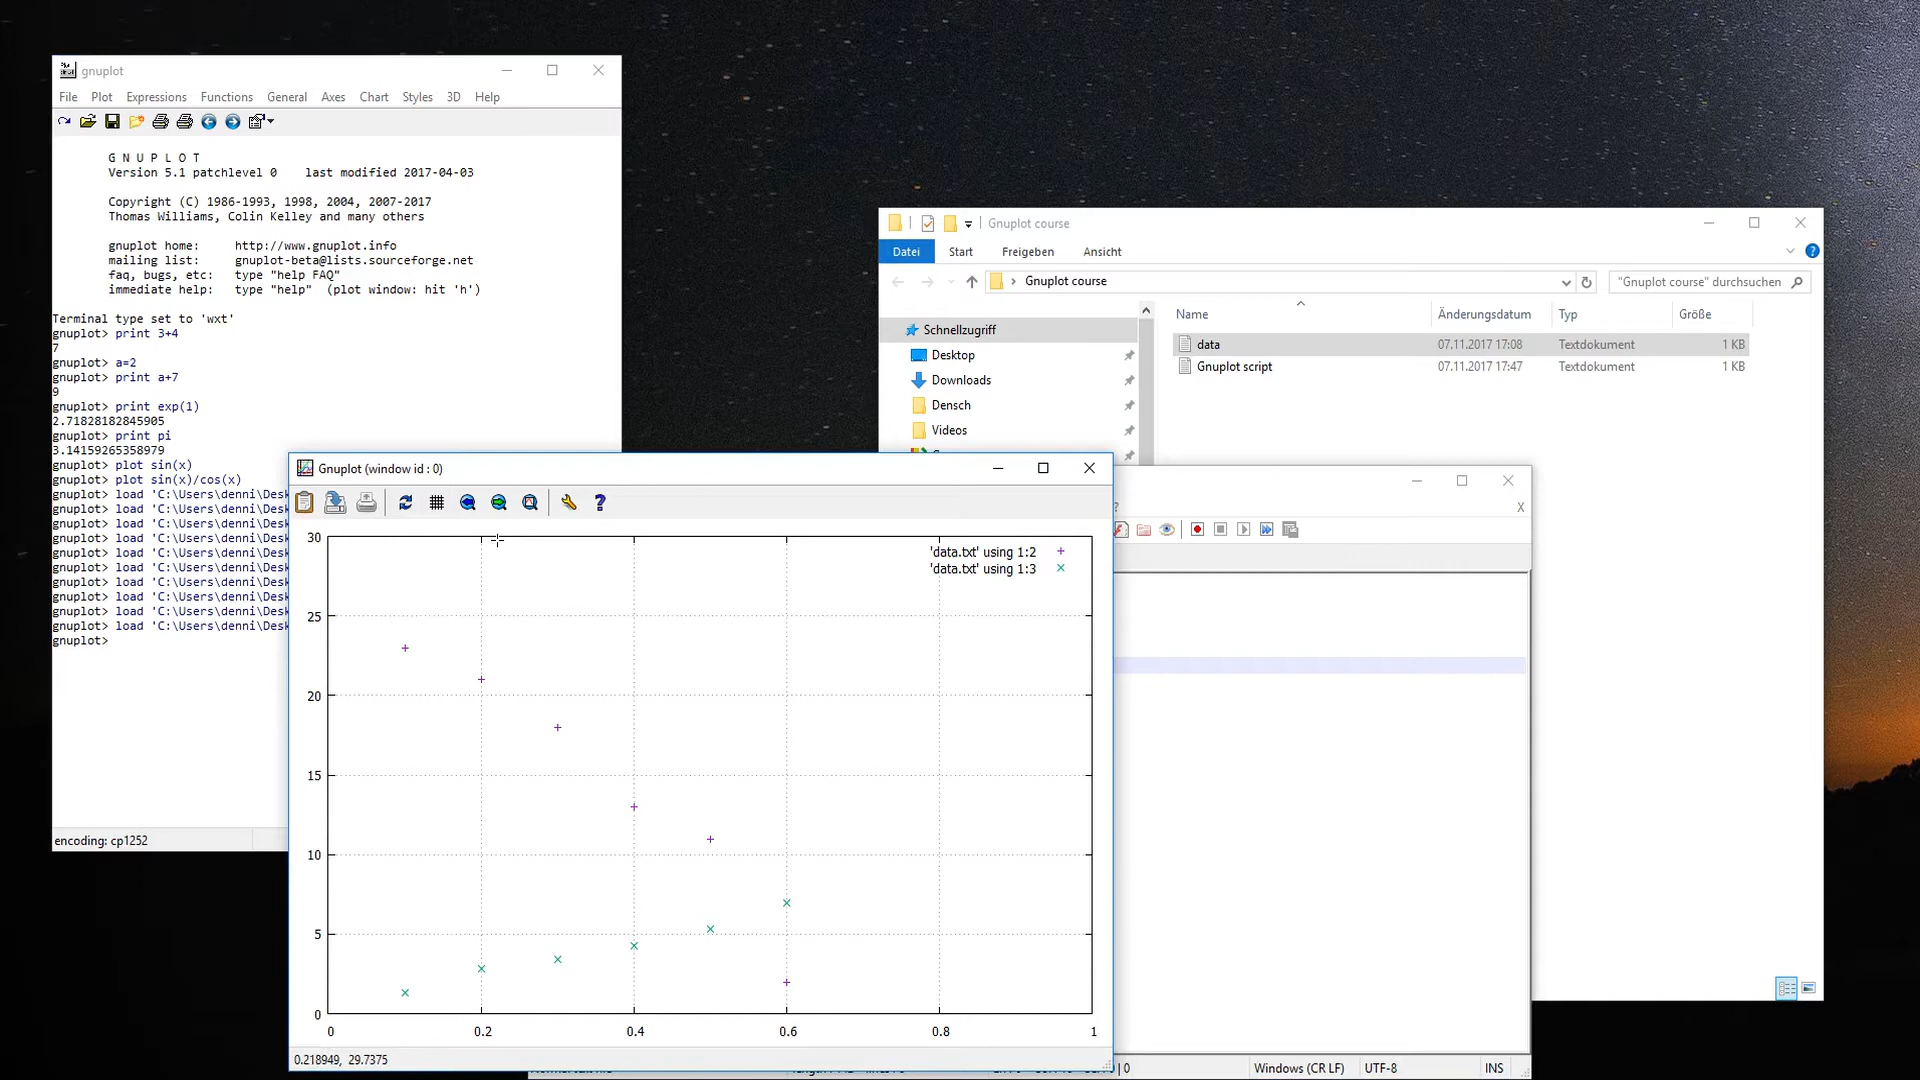 gnuplot
File Plot Expressions Functions General Axes Chart Styles 3D Help
G N U P L O T
Version 5.1 patchlevel 0    last modified 2017-04-03
Copyright (C) 1986-1993, 1998, 2004, 2007-2017
Thomas Williams, Colin Kelley and many others
gnuplot home:     http://www.gnuplot.info
mailing list:     gnuplot-beta@lists.sourceforge.net
faq, bugs, etc:   type "help FAQ"
immediate help:   type "help"  (plot window: hit 'h')
Terminal type set to 'wxt'
gnuplot> print 3+4
7
gnuplot> a=2
gnuplot> print a+7
9
gnuplot> print exp(1)
2.71828182845905
gnuplot> print pi
3.14159265358979
gnuplot> plot sin(x)
gnuplot> plot sin(x)/cos(x)
gnuplot> load 'C:\Users\denni\Desk
gnuplot> load 'C:\Users\denni\Desk
gnuplot> load 'C:\Users\denni\Desk
gnuplot> load 'C:\Users\denni\Desk
gnuplot> load 'C:\Users\denni\Desk
gnuplot> load 'C:\Users\denni\Desk
gnuplot> load 'C:\Users\denni\Desk
gnuplot> load 'C:\Users\denni\Desk
gnuplot> load 'C:\Users\denni\Desk
gnuplot> load 'C:\Users\denni\Desk
gnuplot>
encoding: cp1252
Gnuplot course
Datei Start Freigeben Ansicht
Gnuplot course
"Gnuplot course" durchsuchen
Schnellzugriff
Desktop
Downloads
Densch
Videos
Name Änderungsdatum Typ Größe
data 07.11.2017 17:08 Textdokument 1 KB
Gnuplot script 07.11.2017 17:47 Textdokument 1 KB
Gnuplot (window id : 0)
'data.txt' using 1:2
'data.txt' using 1:3
30
25
20
15
10
5
0
0 0.2 0.4 0.6 0.8 1
0.218949, 29.7375
X
Windows (CR LF) UTF-8 INS